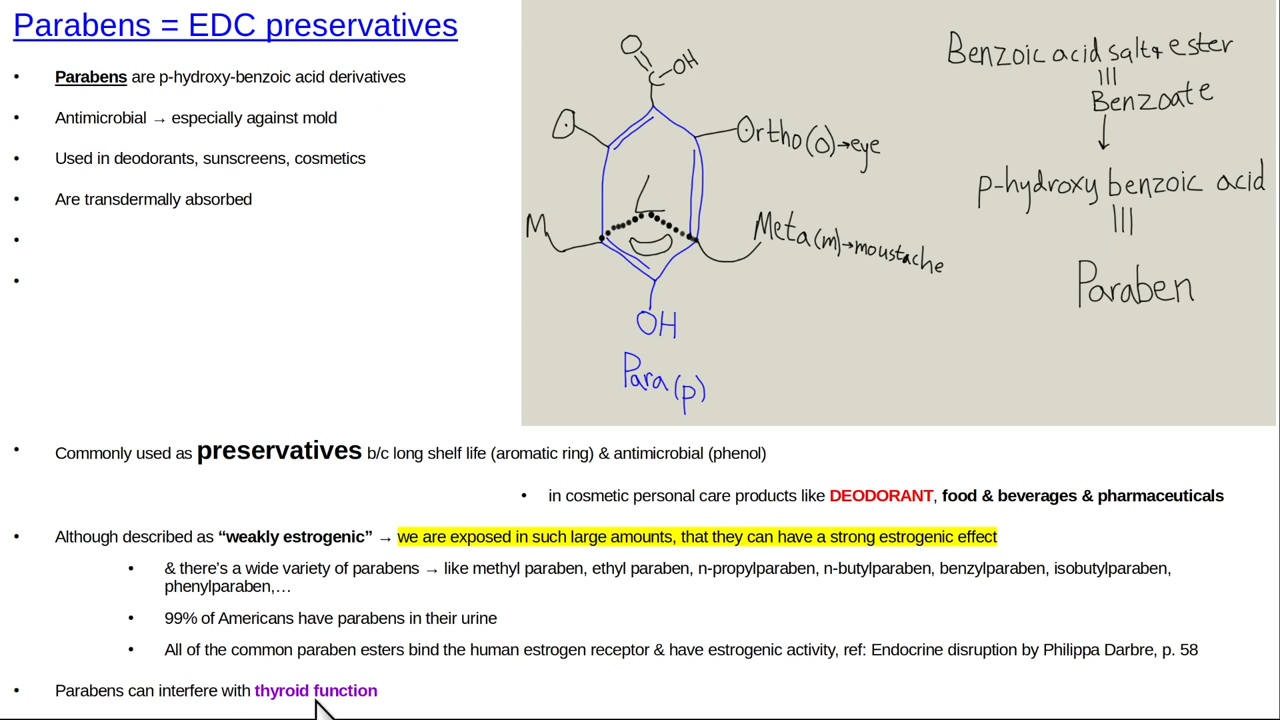 Parabens = EDC preservatives
• Parabens are p-hydroxy-benzoic acid derivatives
• Antimicrobial → especially against mold
• Used in deodorants, sunscreens, cosmetics
• Are transdermally absorbed
•
•
O
C-OH
O
Ortho(o)→eye
M
Meta(m)→moustache
OH
Para(p)
Benzoic acid salt & ester
|||
Benzoate
↓
p-hydroxy benzoic acid
|||
Paraben
• Commonly used as preservatives b/c long shelf life (aromatic ring) & antimicrobial (phenol)
• in cosmetic personal care products like DEODORANT, food & beverages & pharmaceuticals
• Although described as “weakly estrogenic” → we are exposed in such large amounts, that they can have a strong estrogenic effect
• & there’s a wide variety of parabens → like methyl paraben, ethyl paraben, n-propylparaben, n-butylparaben, benzylparaben, isobutylparaben,
phenylparaben,…
• 99% of Americans have parabens in their urine
• All of the common paraben esters bind the human estrogen receptor & have estrogenic activity, ref: Endocrine disruption by Philippa Darbre, p. 58
• Parabens can interfere with thyroid function